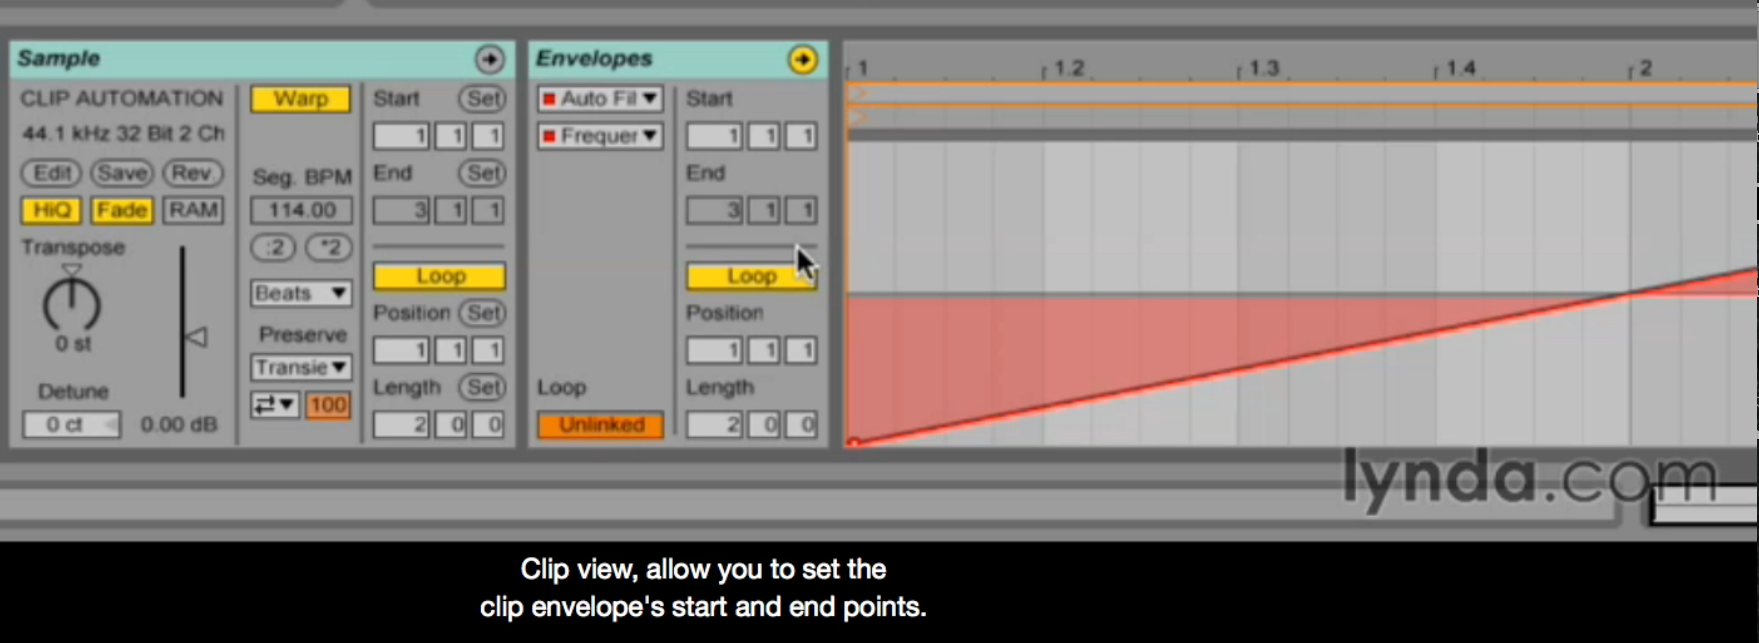 Sample
CLIP AUTOMATION
44.1 kHz 32 Bit 2 Ch
Edit Save Rev.
HiQ Fade RAM
Transpose
0 st
Detune
0 ct 0.00 dB
Warp
Seg. BPM
114.00
:2 *2
Beats
Preserve
Transie
100
Start Set
1 1 1
End Set
3 1 1
Loop
Position Set
1 1 1
Length Set
2 0 0
Envelopes
Auto Fil
Frequer
Loop
Unlinked
Start
1 1 1
End
3 1 1
Loop
Position
1 1 1
Length
2 0 0
1 1.2 1.3 1.4 2
lynda.com
Clip view, allow you to set the
clip envelope's start and end points.